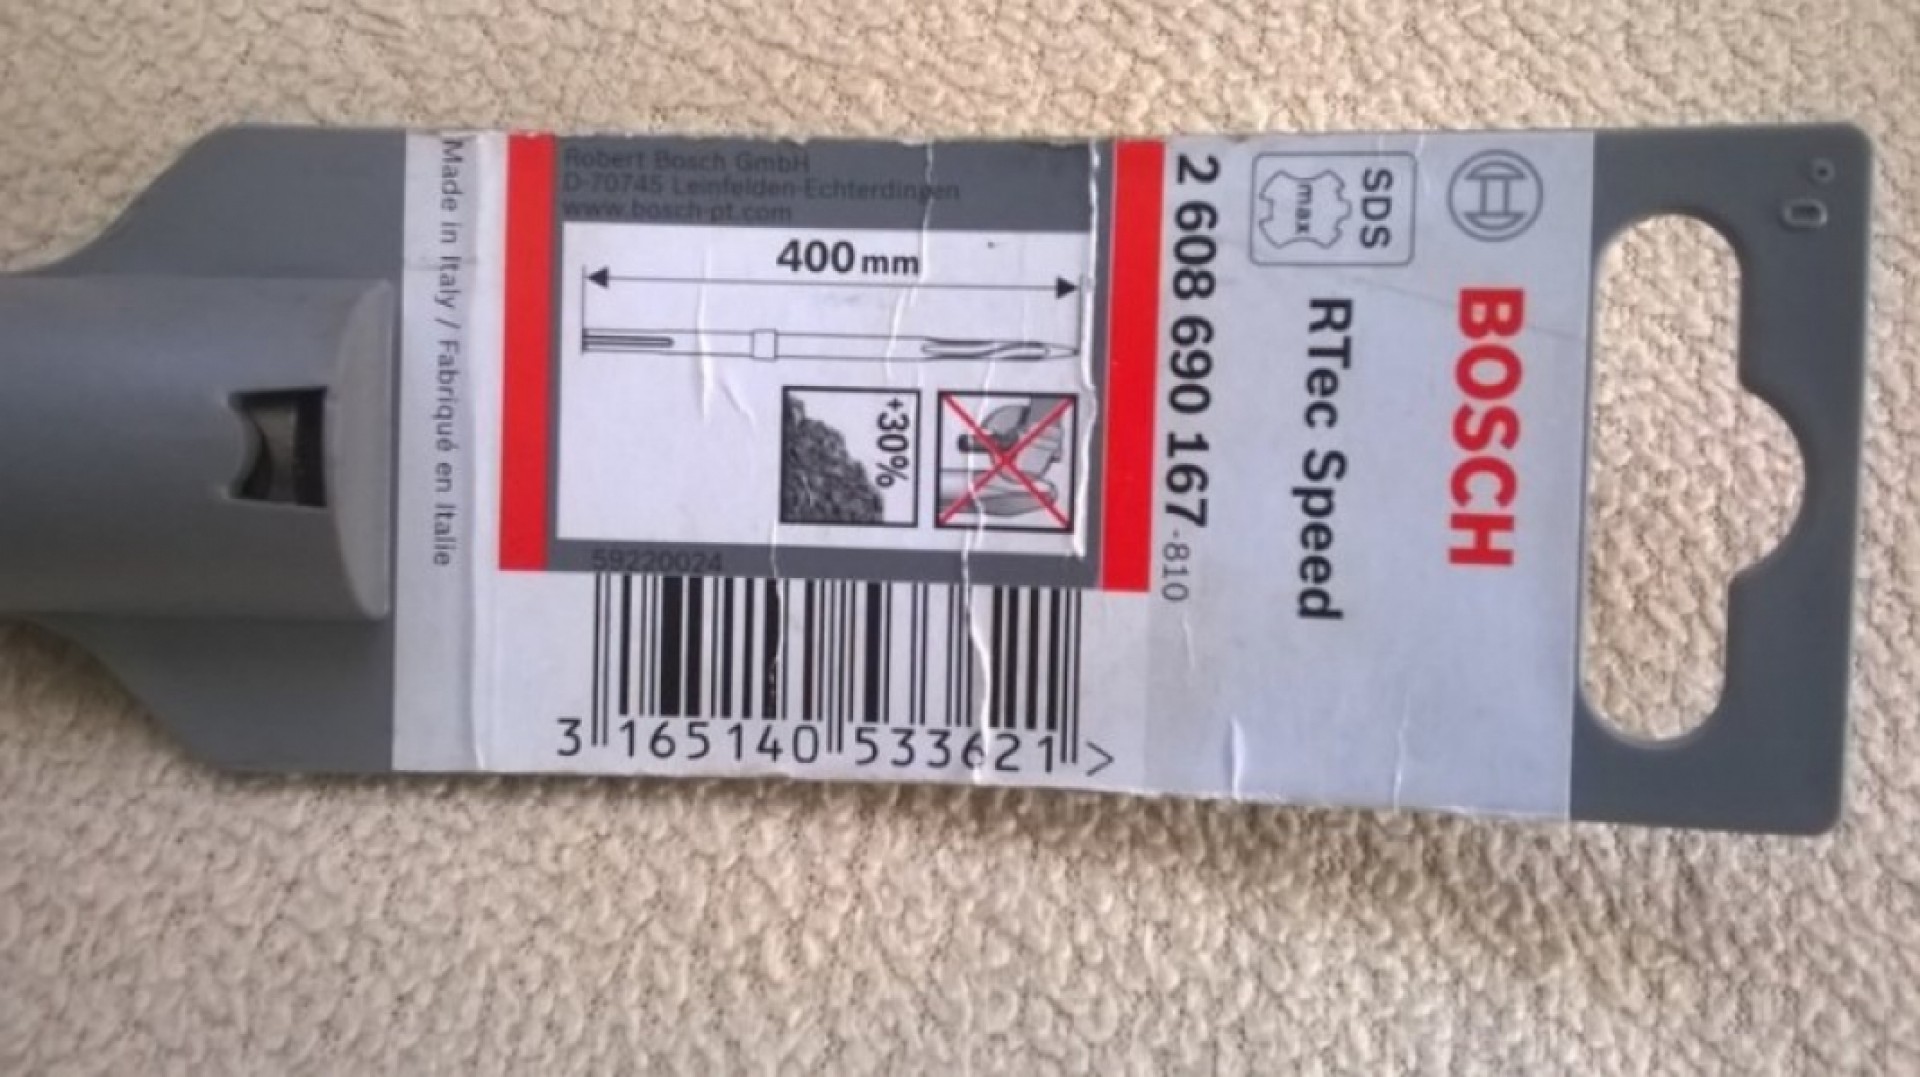 BOSCH
SDS
max
RTec Speed
2 608 690 167-810
Robert Bosch GmbH
D-70745 Leinfelden-Echterdingen
www.bosch-pt.com
400 mm
+30%
59220024
3 165140 533621 >
Made in Italy / Fabriqué en Italie